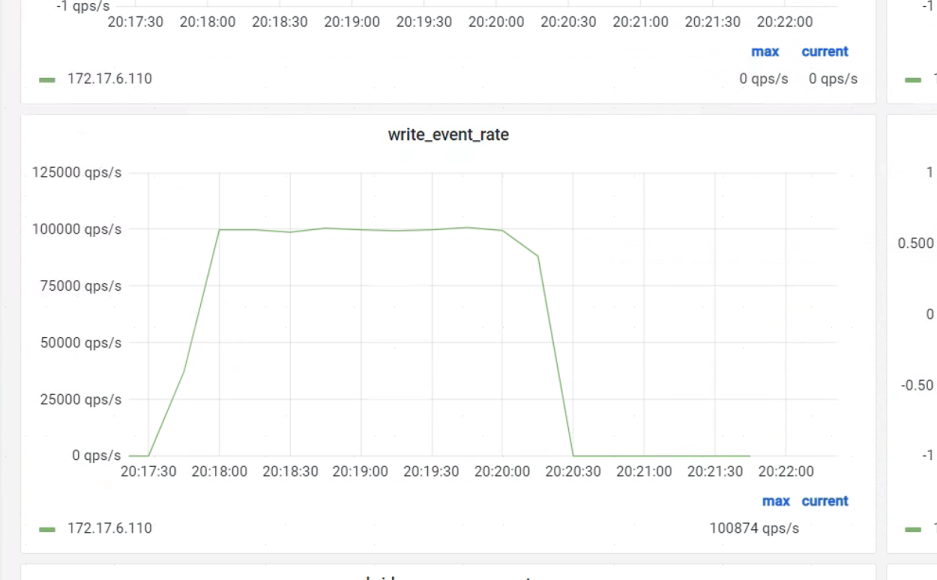 -1 qps/s
20:17:30 20:18:00 20:18:30 20:19:00 20:19:30 20:20:00 20:20:30 20:21:00 20:21:30 20:22:00
-1
max current
172.17.6.110 0 qps/s 0 qps/s
write_event_rate
125000 qps/s
100000 qps/s
75000 qps/s
50000 qps/s
25000 qps/s
0 qps/s
20:17:30 20:18:00 20:18:30 20:19:00 20:19:30 20:20:00 20:20:30 20:21:00 20:21:30 20:22:00
max current
172.17.6.110 100874 qps/s
1
0.500
0
-0.50
-1